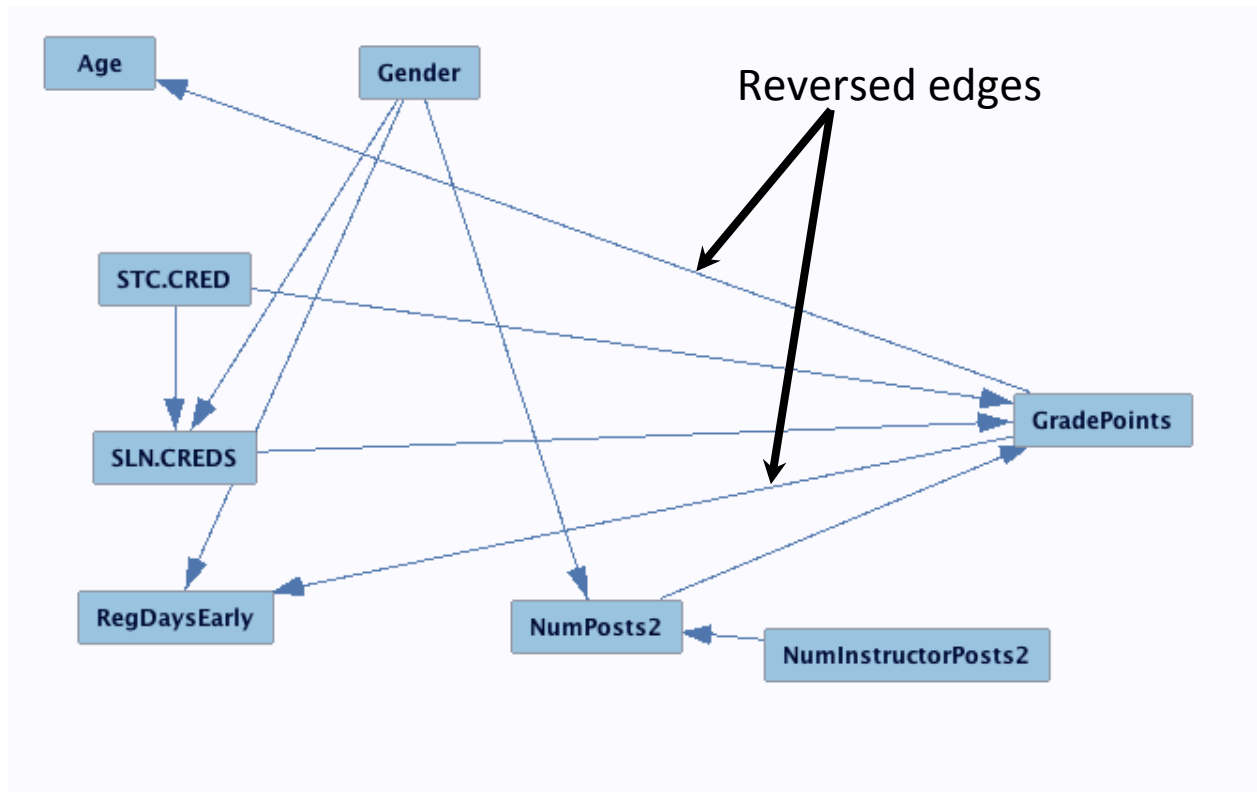 Age
Gender
Reversed edges
STC.CRED
GradePoints
SLN.CREDS
RegDaysEarly
NumPosts2
NumInstructorPosts2